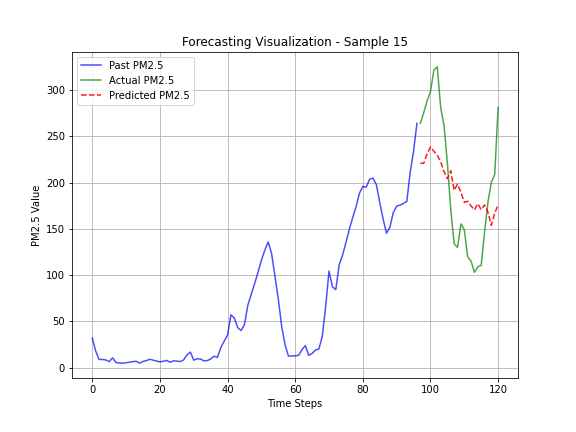 Forecasting Visualization - Sample 15
Past PM2.5
Actual PM2.5
Predicted PM2.5
PM2.5 Value
300
250
200
150
100
50
0
0 20 40 60 80 100 120
Time Steps